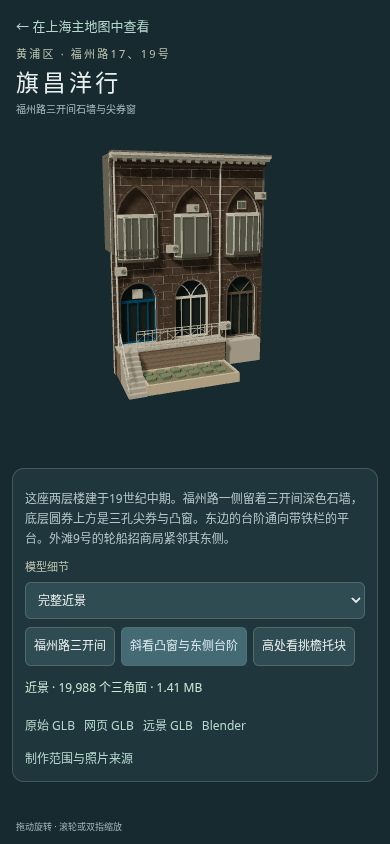 ← 在上海主地图中查看
黄浦区 · 福州路17、19号
旗昌洋行
福州路三开间石墙与尖券窗
这座两层楼建于19世纪中期。福州路一侧留着三开间深色石墙，
底层圆券上方是三孔尖券与凸窗。东边的台阶通向带铁栏的平
台。外滩9号的轮船招商局紧邻其东侧。
模型细节
完整近景
福州路三开间 斜看凸窗与东侧台阶 高处看挑檐托块
近景 · 19,988 个三角面 · 1.41 MB
原始 GLB 网页 GLB 远景 GLB Blender
制作范围与照片来源
拖动旋转 · 滚轮或双指缩放